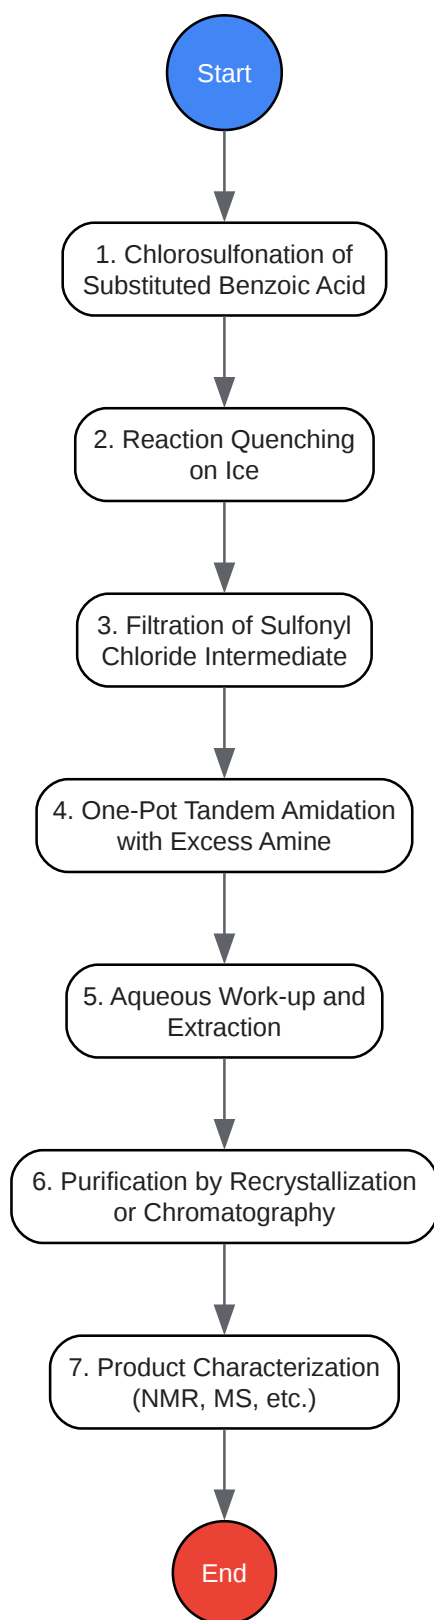 Start
1. Chlorosulfonation of
Substituted Benzoic Acid
2. Reaction Quenching
on Ice
3. Filtration of Sulfonyl
Chloride Intermediate
4. One-Pot Tandem Amidation
with Excess Amine
5. Aqueous Work-up and
Extraction
6. Purification by Recrystallization
or Chromatography
7. Product Characterization
(NMR, MS, etc.)
End